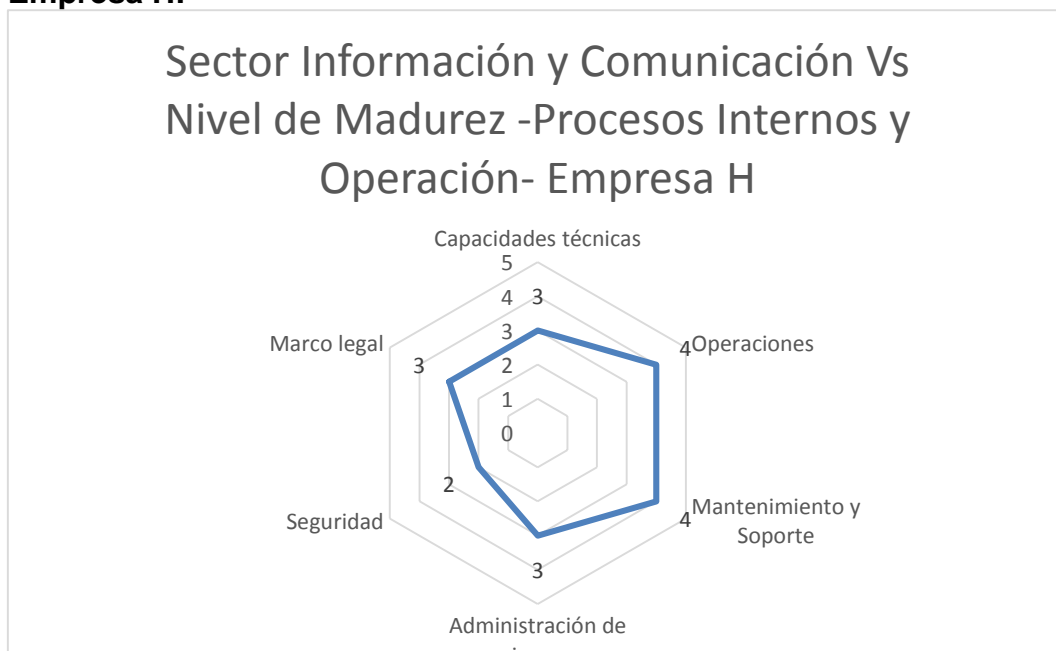 Empresa H.
Sector Información y Comunicación Vs
Nivel de Madurez -Procesos Internos y
Operación- Empresa H
Capacidades técnicas
5
4
3
3
Marco legal
3
2
1
0
4
Operaciones
2
Seguridad
4
Mantenimiento y
Soporte
3
Administración de